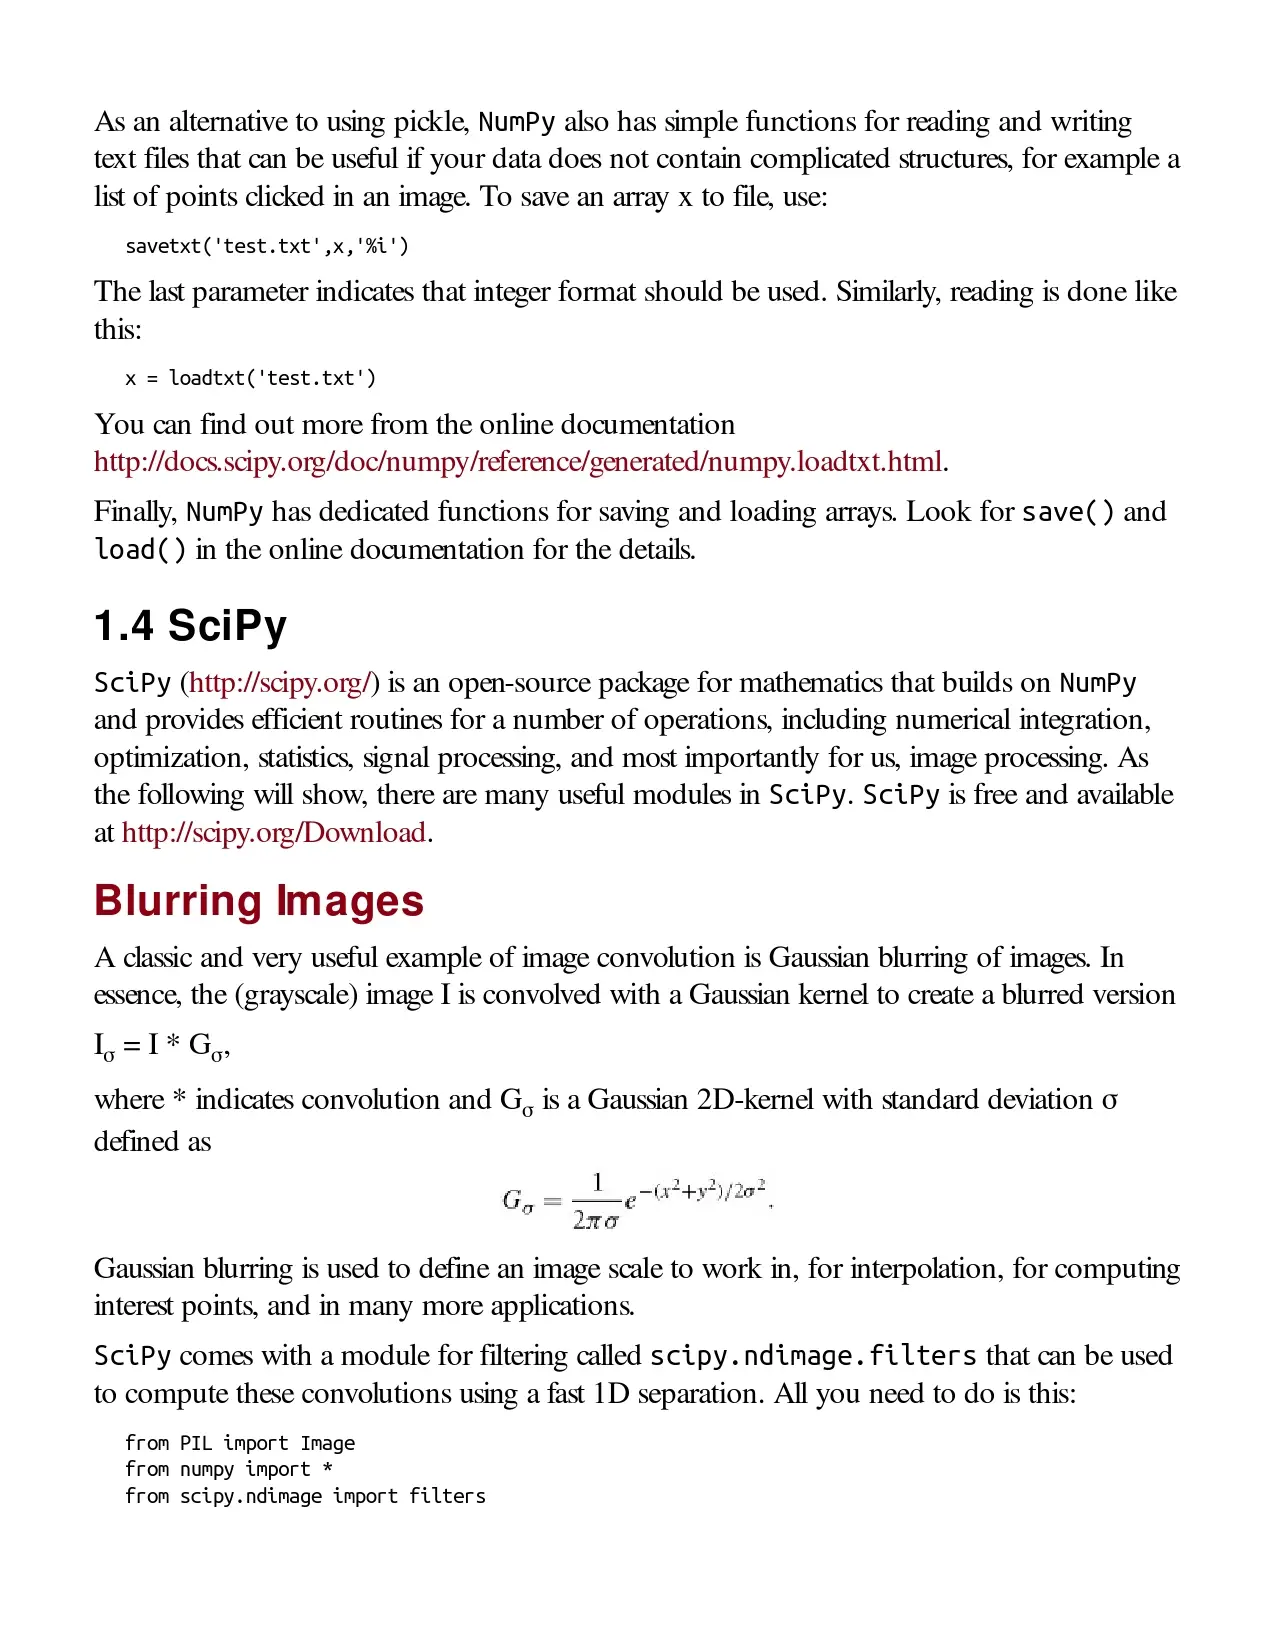 As an alternative to using pickle, NumPy also has simple functions for reading and writing
text files that can be useful if your data does not contain complicated structures, for example a
list of points clicked in an image. To save an array x to file, use:
savetxt('test.txt',x,'%i')
The last parameter indicates that integer format should be used. Similarly, reading is done like
this:
x = loadtxt('test.txt')
You can find out more from the online documentation
http://docs.scipy.org/doc/numpy/reference/generated/numpy.loadtxt.html.
Finally, NumPy has dedicated functions for saving and loading arrays. Look for save() and
load() in the online documentation for the details.
1.4 SciPy
SciPy (http://scipy.org/) is an open-source package for mathematics that builds on NumPy
and provides efficient routines for a number of operations, including numerical integration,
optimization, statistics, signal processing, and most importantly for us, image processing. As
the following will show, there are many useful modules in SciPy. SciPy is free and available
at http://scipy.org/Download.
Blurring Images
A classic and very useful example of image convolution is Gaussian blurring of images. In
essence, the (grayscale) image I is convolved with a Gaussian kernel to create a blurred version
I_σ = I * G_σ,
where * indicates convolution and G_σ is a Gaussian 2D-kernel with standard deviation σ
defined as
G_σ = \frac{1}{2πσ} e^{-(x^2+y^2)/2σ^2}.
Gaussian blurring is used to define an image scale to work in, for interpolation, for computing
interest points, and in many more applications.
SciPy comes with a module for filtering called scipy.ndimage.filters that can be used
to compute these convolutions using a fast 1D separation. All you need to do is this:
from PIL import Image
from numpy import *
from scipy.ndimage import filters